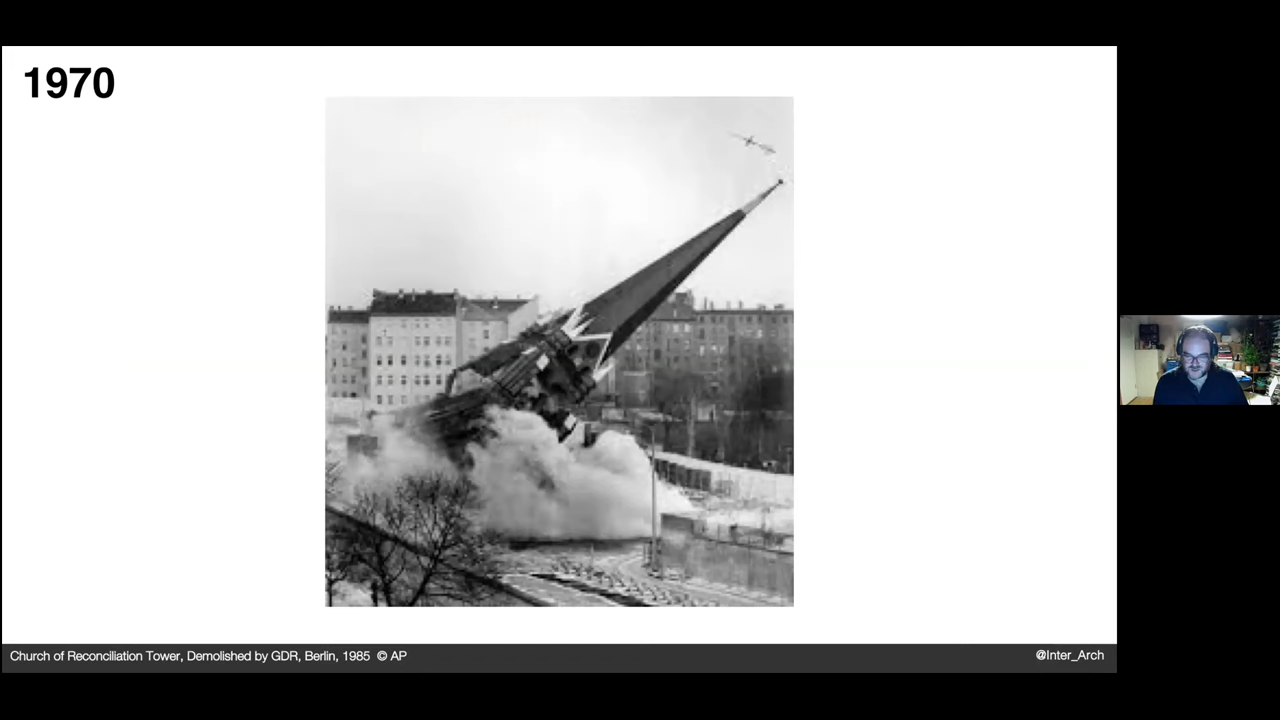 1970
Church of Reconciliation Tower, Demolished by GDR, Berlin, 1985 © AP
@Inter_Arch